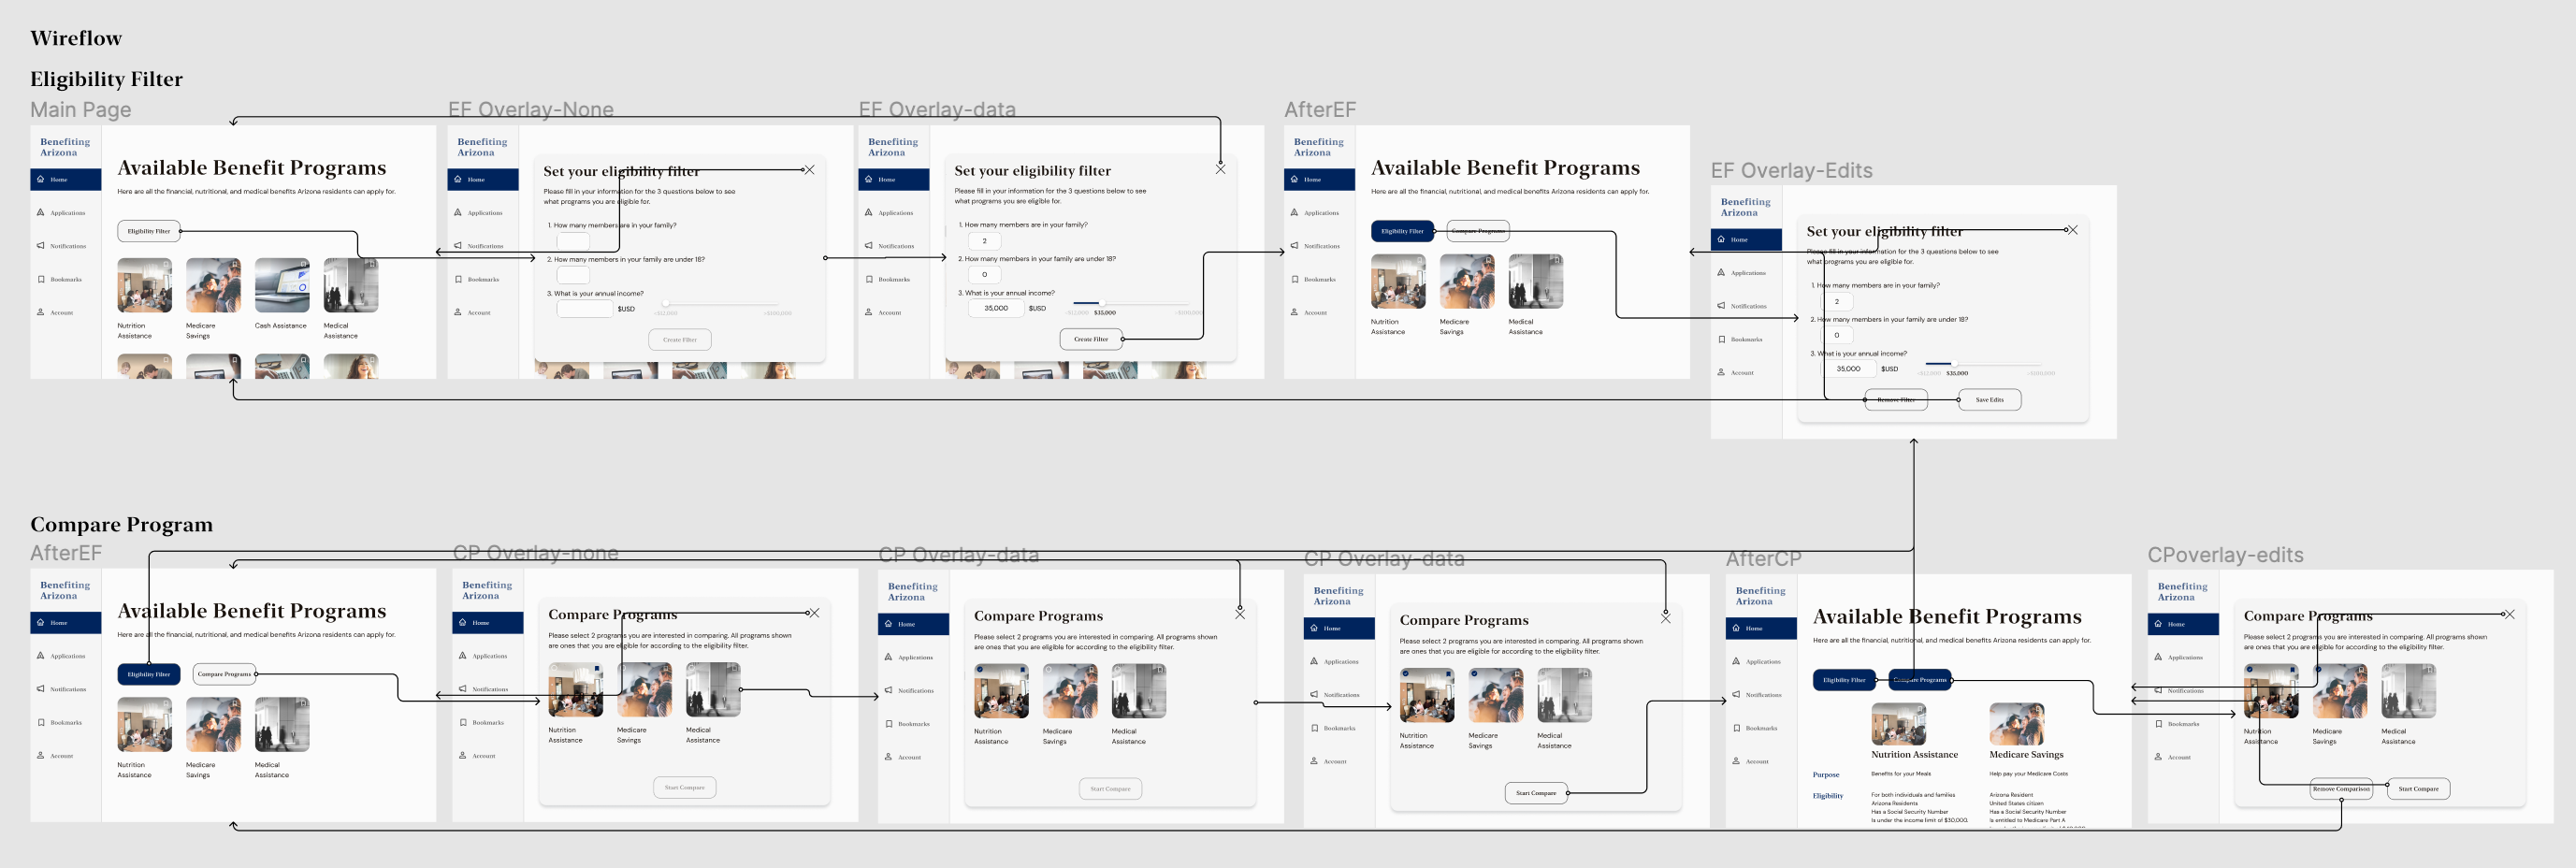 Wireflow
Eligibility Filter
Main Page
Benefiting
Arizona
Home
Applications
Notifications
Bookmarks
Account
Available Benefit Programs
Here are all the financial, nutritional, and medical benefits Arizona residents can apply for.
Eligibility Filter
Nutrition
Assistance
Medicare
Savings
Cash Assistance
Medical
Assistance
EF Overlay-None
Benefiting
Arizona
Home
Applications
Notifications
Bookmarks
Account
Set your eligibility filter
Please fill in your information for the 3 questions below to see
what programs you are eligible for.
1. How many members are in your family?
2. How many members in your family are under 18?
3. What is your annual income?
$USD
<$12,000
>$100,000
Create Filter
EF Overlay-data
Benefiting
Arizona
Home
Applications
Notifications
Bookmarks
Account
Set your eligibility filter
Please fill in your information for the 3 questions below to see
what programs you are eligible for.
1. How many members are in your family?
2
2. How many members in your family are under 18?
0
3. What is your annual income?
35,000
$USD
<$12,000
$35,000
>$100,000
Create Filter
AfterEF
Benefiting
Arizona
Home
Applications
Notifications
Bookmarks
Account
Available Benefit Programs
Here are all the financial, nutritional, and medical benefits Arizona residents can apply for.
Eligibility Filter
Compare Programs
Nutrition
Assistance
Medicare
Savings
Medical
Assistance
EF Overlay-Edits
Benefiting
Arizona
Home
Applications
Notifications
Bookmarks
Account
Set your eligibility filter
Please fill in your information for the 3 questions below to see
what programs you are eligible for.
1. How many members are in your family?
2
2. How many members in your family are under 18?
0
3. What is your annual income?
35,000
$USD
<$12,000
$35,000
>$100,000
Remove Filter
Save Edits
Compare Program
AfterEF
Benefiting
Arizona
Home
Applications
Notifications
Bookmarks
Account
Available Benefit Programs
Here are all the financial, nutritional, and medical benefits Arizona residents can apply for.
Eligibility Filter
Compare Programs
Nutrition
Assistance
Medicare
Savings
Medical
Assistance
CP Overlay-none
Benefiting
Arizona
Home
Applications
Notifications
Bookmarks
Account
Compare Programs
Please select 2 programs you are interested in comparing. All programs shown
are ones that you are eligible for according to the eligibility filter.
Nutrition
Assistance
Medicare
Savings
Medical
Assistance
Start Compare
CP Overlay-data
Benefiting
Arizona
Home
Applications
Notifications
Bookmarks
Account
Compare Programs
Please select 2 programs you are interested in comparing. All programs shown
are ones that you are eligible for according to the eligibility filter.
Nutrition
Assistance
Medicare
Savings
Medical
Assistance
Start Compare
CP Overlay-data
Benefiting
Arizona
Home
Applications
Notifications
Bookmarks
Account
Compare Programs
Please select 2 programs you are interested in comparing. All programs shown
are ones that you are eligible for according to the eligibility filter.
Nutrition
Assistance
Medicare
Savings
Medical
Assistance
Start Compare
AfterCP
Benefiting
Arizona
Home
Applications
Notifications
Bookmarks
Account
Available Benefit Programs
Here are all the financial, nutritional, and medical benefits Arizona residents can apply for.
Eligibility Filter
Compare Programs
Nutrition Assistance
Medicare Savings
Purpose
Benefits for your Meals
Help pay your Medicare Costs
Eligibility
For both individuals and families
Arizona Residents
Has a Social Security Number
Is under the income limit of $30,000.
Arizona Resident
United States citizen
Has a Social Security Number
Is entitled to Medicare Part A
CPoverlay-edits
Benefiting
Arizona
Home
Applications
Notifications
Bookmarks
Account
Compare Programs
Please select 2 programs you are interested in comparing. All programs shown
are ones that you are eligible for according to the eligibility filter.
Nutrition
Assistance
Medicare
Savings
Medical
Assistance
Remove Comparison
Start Compare